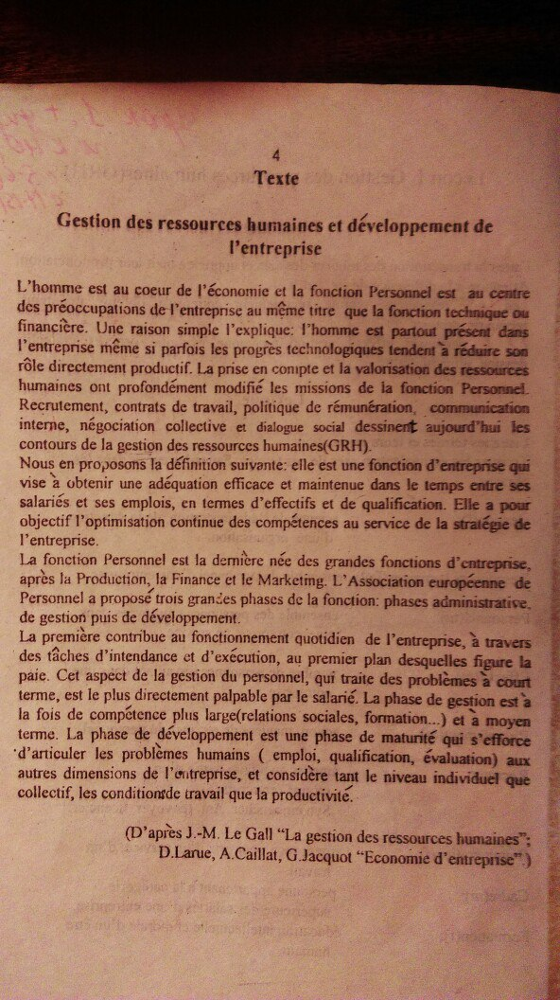 4
Texte
Gestion des ressources humaines et développement de
l'entreprise
L'homme est au coeur de l'économie et la fonction Personnel est au centre
des préoccupations de l'entreprise au même titre que la fonction technique ou
financière. Une raison simple l'explique: l'homme est partout présent dans
l'entreprise même si parfois les progrès technologiques tendent à réduire son
rôle directement productif. La prise en compte et la valorisation des ressources
humaines ont profondément modifié les missions de la fonction Personnel.
Recrutement, contrats de travail, politique de rémunération, communication
interne, négociation collective et dialogue social dessinent aujourd'hui les
contours de la gestion des ressources humaines(GRH).
Nous en proposons la définition suivante: elle est une fonction d'entreprise qui
vise à obtenir une adéquation efficace et maintenue dans le temps entre ses
salariés et ses emplois, en termes d'effectifs et de qualification. Elle a pour
objectif l'optimisation continue des compétences au service de la stratégie de
l'entreprise.
La fonction Personnel est la dernière née des grandes fonctions d'entreprise,
après la Production, la Finance et le Marketing. L'Association européenne de
Personnel a proposé trois grandes phases de la fonction: phases administrative,
de gestion puis de développement.
La première contribue au fonctionnement quotidien de l'entreprise, à travers
des tâches d'intendance et d'exécution, au premier plan desquelles figure la
paie. Cet aspect de la gestion du personnel, qui traite des problèmes à court
terme, est le plus directement palpable par le salarié. La phase de gestion est à
la fois de compétence plus large(relations sociales, formation...) et à moyen
terme. La phase de développement est une phase de maturité qui s'efforce
d'articuler les problèmes humains ( emploi, qualification, évaluation) aux
autres dimensions de l'entreprise, et considère tant le niveau individuel que
collectif, les conditionsde travail que la productivité.
(D'après J.-M. Le Gall "La gestion des ressources humaines";
D.Larue, A.Caillat, G.Jacquot "Economie d'entreprise".)